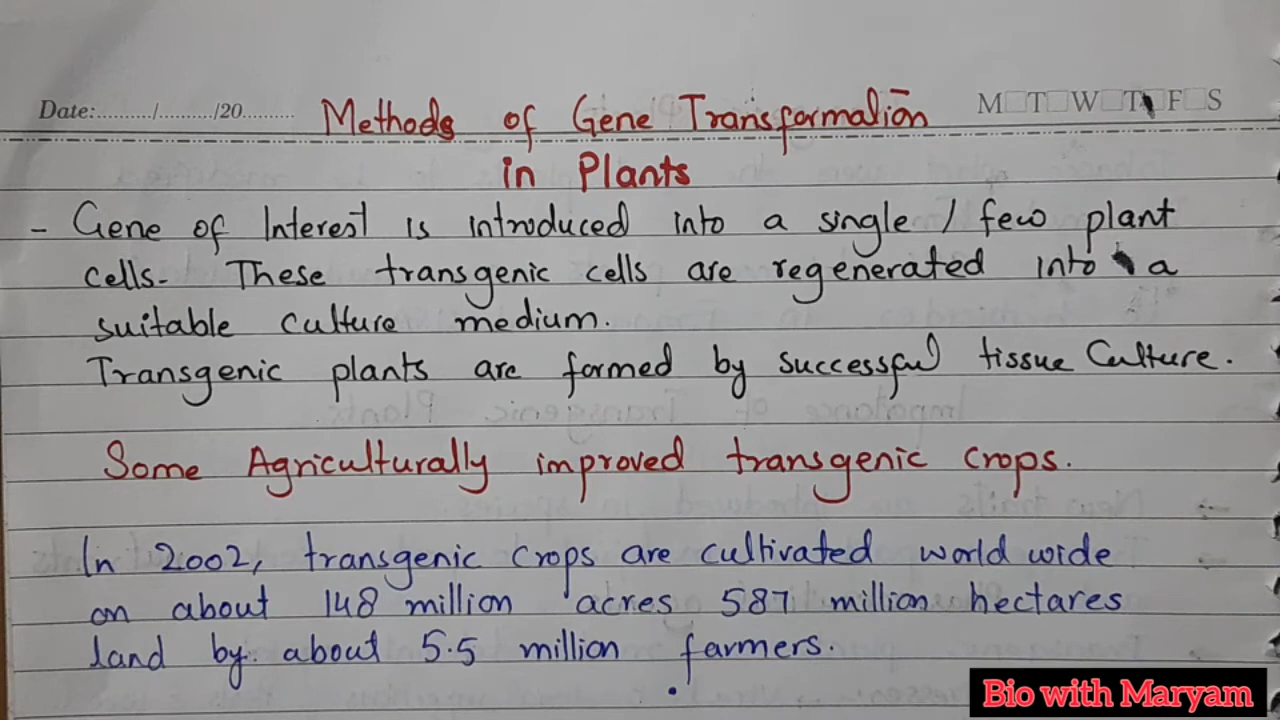 Date:........../........../20.........
M T W T F S
Methods of Gene Transformation
in Plants
- Gene of Interest is introduced into a single / few plant
cells. These transgenic cells are regenerated into a
suitable culture medium.
Transgenic plants are formed by successful tissue Culture.
Some Agriculturally improved transgenic crops.
In 2002, transgenic crops are cultivated world wide
on about 148 million acres 587 million hectares
land by about 5.5 million farmers.
Bio with Maryam